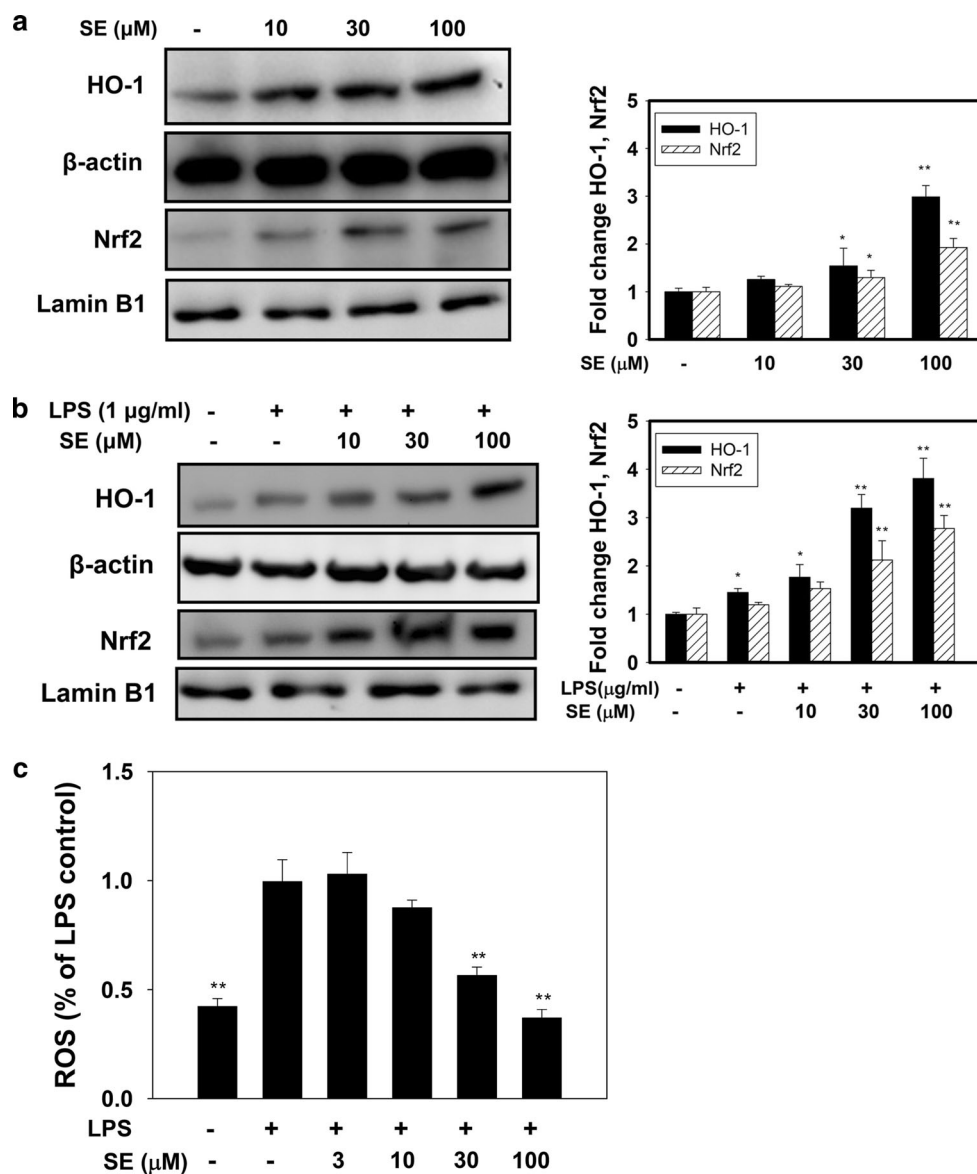 a
SE (µM) - 10 30 100
HO-1
β-actin
Nrf2
Lamin B1
Fold change HO-1, Nrf2
5
4
3
2
1
0
HO-1
Nrf2
* * ** **
SE (µM) - 10 30 100
b
LPS (1 µg/ml) - + + + +
SE (µM) - - 10 30 100
HO-1
β-actin
Nrf2
Lamin B1
Fold change HO-1, Nrf2
5
4
3
2
1
0
HO-1
Nrf2
* * ** ** ** **
LPS(µg/ml) - + + + +
SE (µM) - - 10 30 100
c
ROS (% of LPS control)
1.5
1.0
0.5
0.0
** ** **
LPS - + + + + +
SE (µM) - - 3 10 30 100